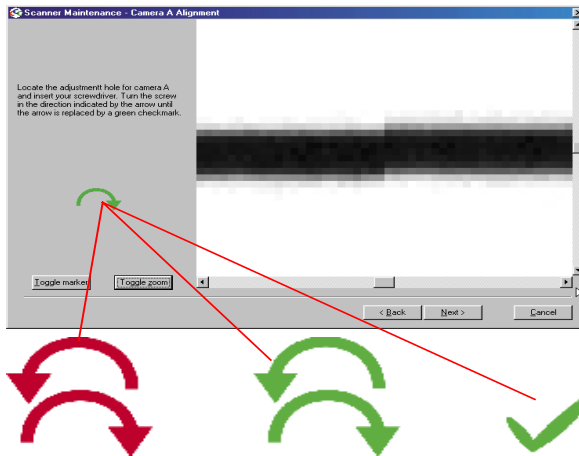 Scanner Maintenance - Camera A Alignment
Locate the adjustmentt hole for camera A
and insert your screwdriver. Turn the screw
in the direction indicated by the arrow until
the arrow is replaced by a green checkmark.
Toggle marker
Toggle zoom
< Back
Next >
Cancel